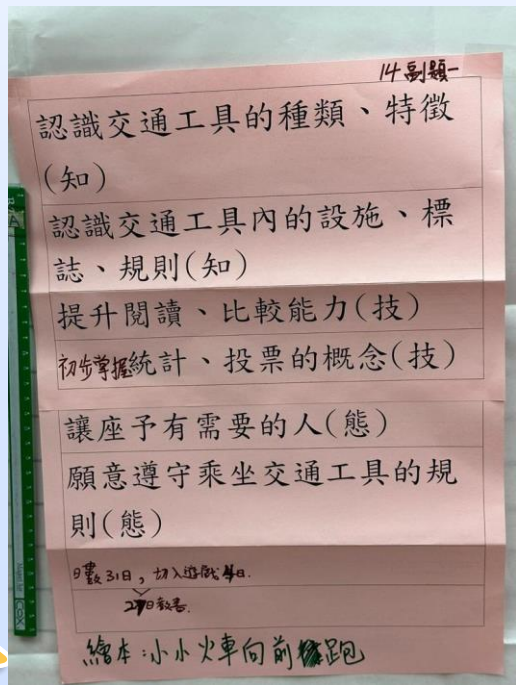 14副題一
認識交通工具的種類、特徵
(知)
認識交通工具內的設施、標
誌、規則(知)
提升閱讀、比較能力(技)
初步掌握統計、投票的概念(技)
讓座予有需要的人(態)
願意遵守乘坐交通工具的規
則(態)
日數31日，切入遊戲4日.
27日教書.
繪本:小小火車向前跑